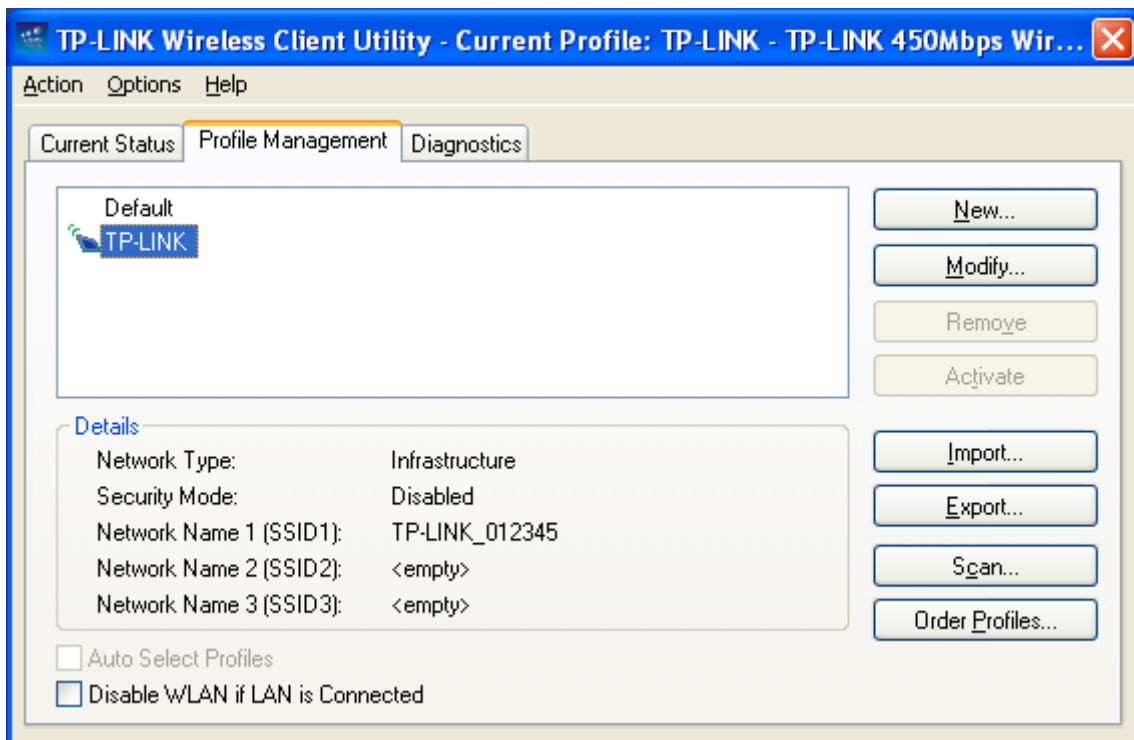 TP-LINK Wireless Client Utility - Current Profile: TP-LINK - TP-LINK 450Mbps Wir...
Action Options Help
Current Status Profile Management Diagnostics
Default
TP-LINK
New...
Modify...
Remove
Activate
Details
Network Type: Infrastructure
Security Mode: Disabled
Network Name 1 (SSID1): TP-LINK_012345
Network Name 2 (SSID2): <empty>
Network Name 3 (SSID3): <empty>
Import...
Export...
Scan...
Order Profiles...
Auto Select Profiles
Disable WLAN if LAN is Connected